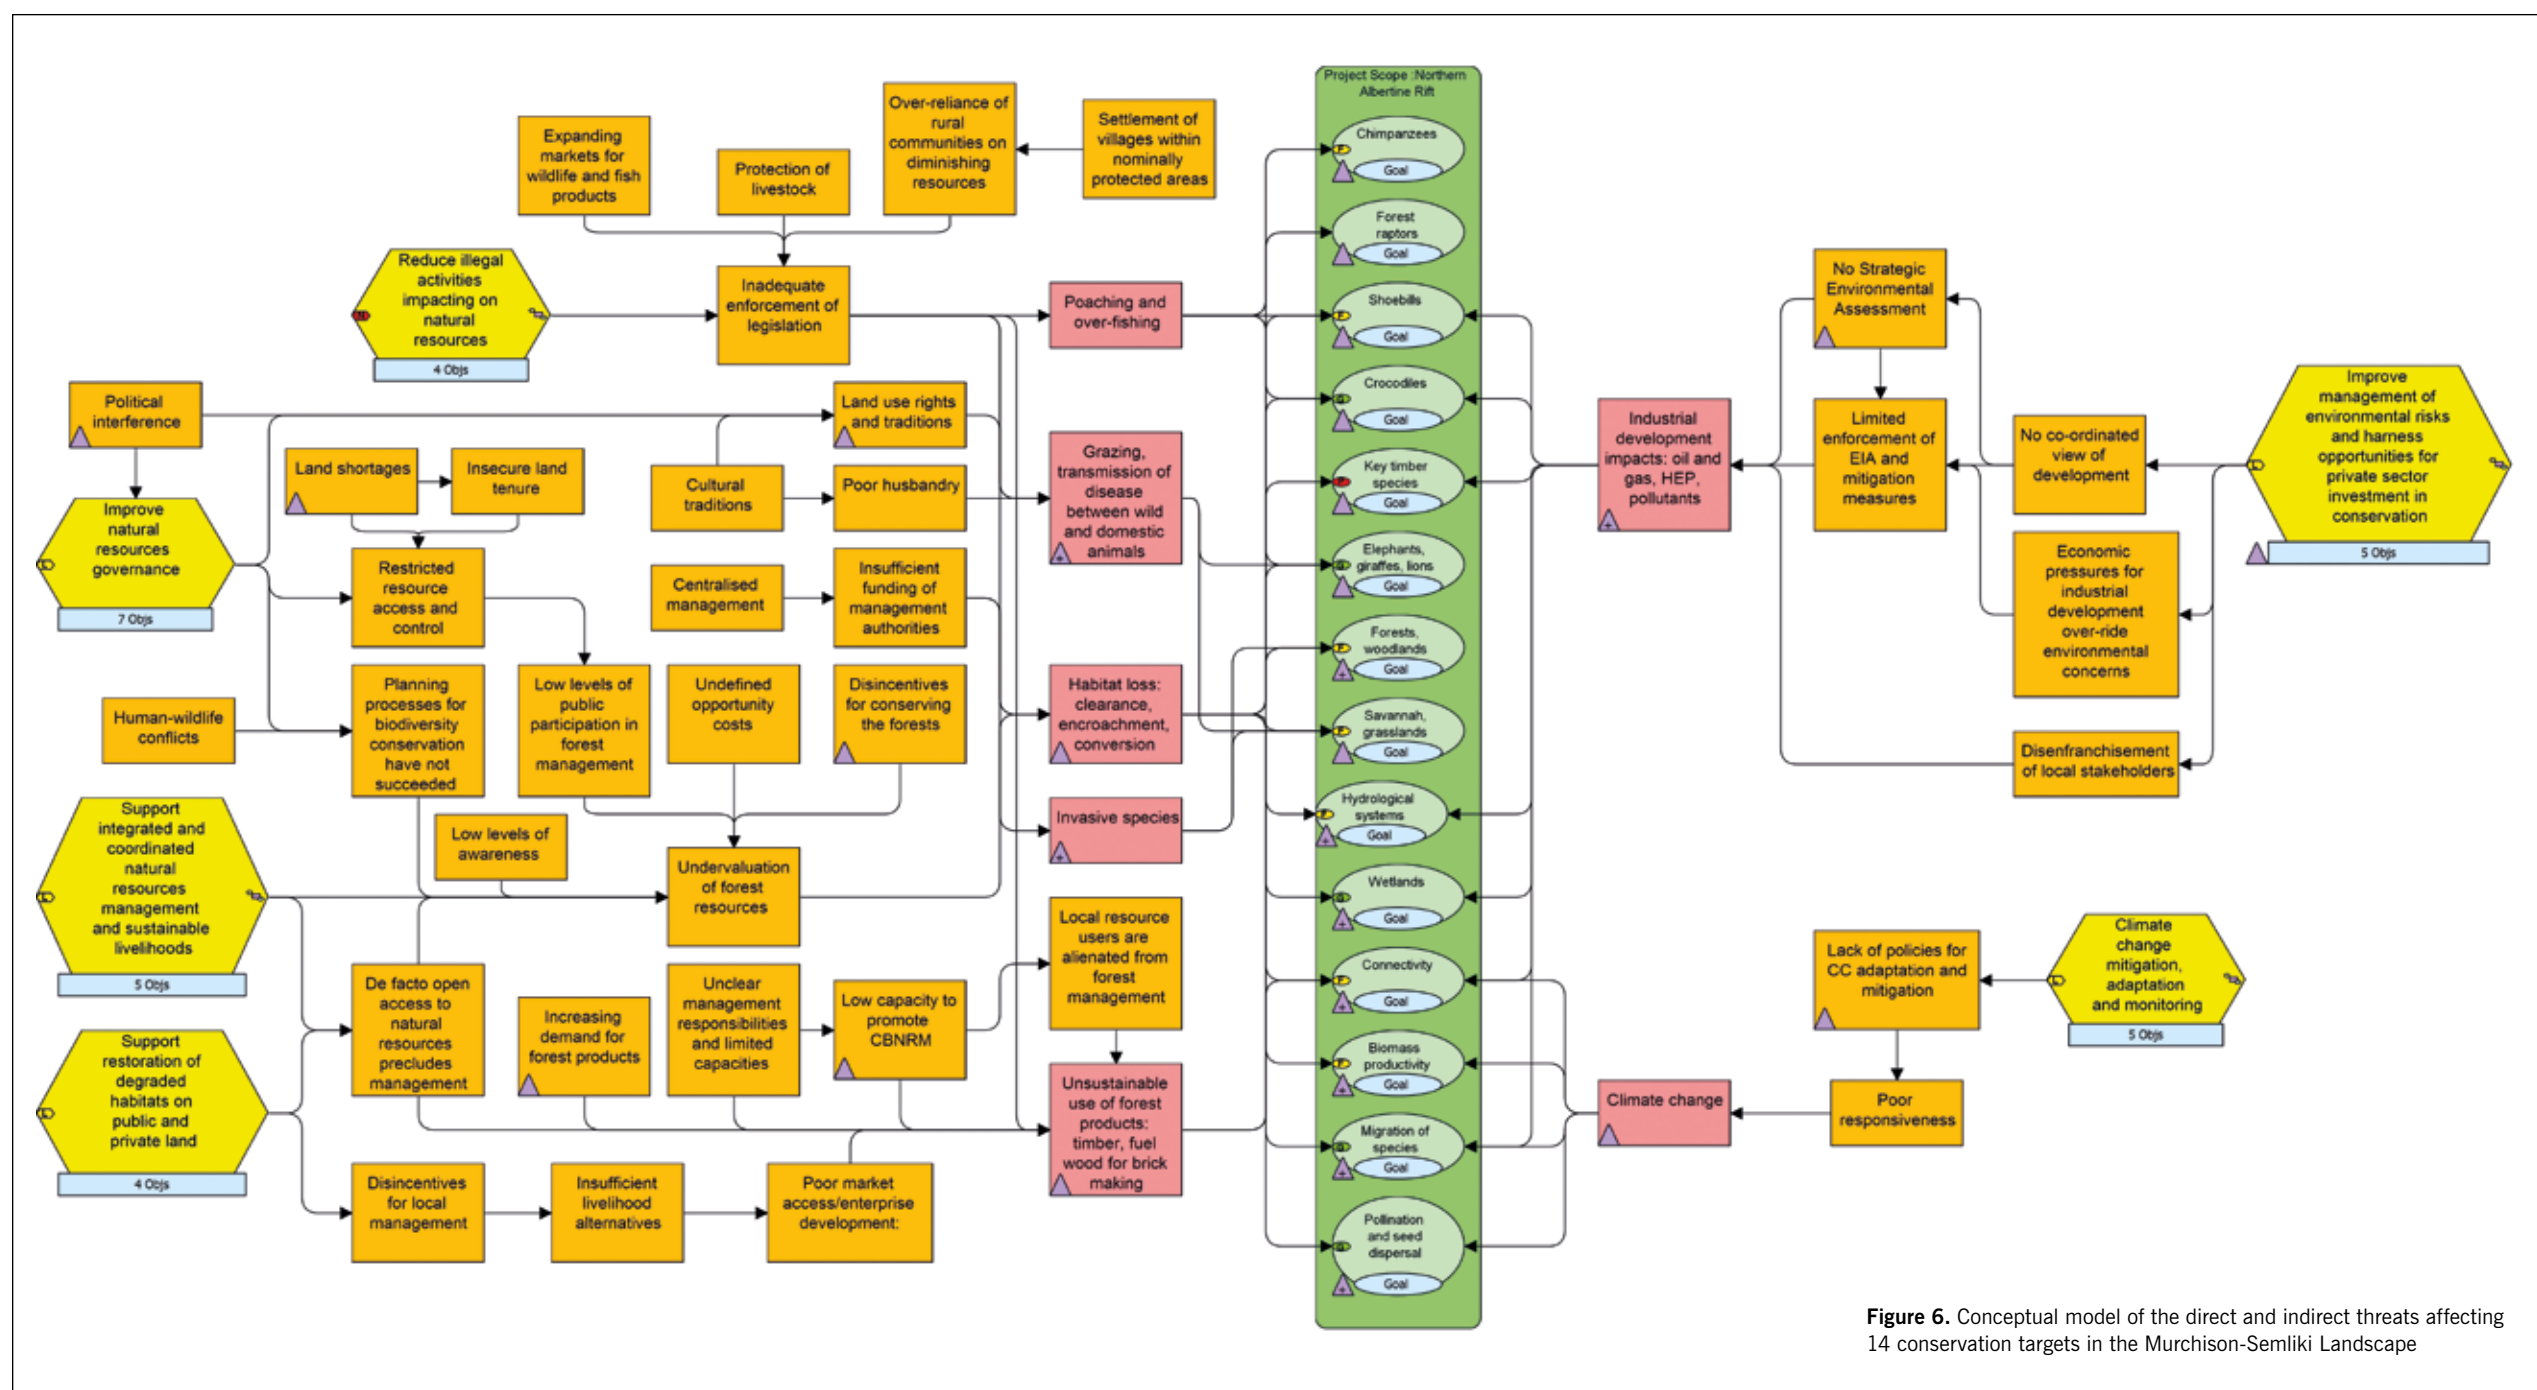 Project Scope :Northern
Albertine Rift
Expanding
markets for
wildlife and fish
products
Protection of
livestock
Over-reliance of
rural
communities on
diminishing
resources
Settlement of
villages within
nominally
protected areas
Reduce illegal
activities
impacting on
natural
resources
4 Objs
Inadequate
enforcement of
legislation
Poaching and
over-fishing
Political
interference
Land use rights
and traditions
Land shortages
Insecure land
tenure
Cultural
traditions
Poor husbandry
Grazing,
transmission of
disease
between wild
and domestic
animals
Improve
natural
resources
governance
7 Objs
Restricted
resource
access and
control
Centralised
management
Insufficient
funding of
management
authorities
Human-wildlife
conflicts
Planning
processes for
biodiversity
conservation
have not
succeeded
Low levels of
public
participation in
forest
management
Undefined
opportunity
costs
Disincentives
for conserving
the forests
Habitat loss:
clearance,
encroachment,
conversion
Support
integrated and
coordinated
natural
resources
management
and sustainable
livelihoods
5 Objs
Low levels of
awareness
Undervaluation
of forest
resources
Invasive species
Local resource
users are
alienated from
forest
management
De facto open
access to
natural
resources
precludes
management
Increasing
demand for
forest products
Unclear
management
responsibilities
and limited
capacities
Low capacity to
promote
CBNRM
Support
restoration of
degraded
habitats on
public and
private land
4 Objs
Unsustainable
use of forest
products:
timber, fuel
wood for brick
making
Disincentives
for local
management
Insufficient
livelihood
alternatives
Poor market
access/enterprise
development:
Chimpanzees
Goal
Forest
raptors
Goal
Shoebills
Goal
Crocodiles
Goal
Key timber
species
Goal
Elephants,
giraffes, lions
Goal
Forests,
woodlands
Goal
Savannah,
grasslands
Goal
Hydrological
systems
Goal
Wetlands
Goal
Connectivity
Goal
Biomass
productivity
Goal
Migration of
species
Goal
Pollination
and seed
dispersal
Goal
Industrial
development
impacts: oil and
gas, HEP,
pollutants
No Strategic
Environmental
Assessment
Limited
enforcement of
EIA and
mitigation
measures
No co-ordinated
view of
development
Economic
pressures for
industrial
development
over-ride
environmental
concerns
Disenfranchisement
of local stakeholders
Improve
management of
environmental risks
and harness
opportunities for
private sector
investment in
conservation
5 Objs
Lack of policies for
CC adaptation and
mitigation
Climate
change
mitigation,
adaptation
and monitoring
5 Objs
Climate change
Poor
responsiveness
Figure 6. Conceptual model of the direct and indirect threats affecting
14 conservation targets in the Murchison-Semliki Landscape